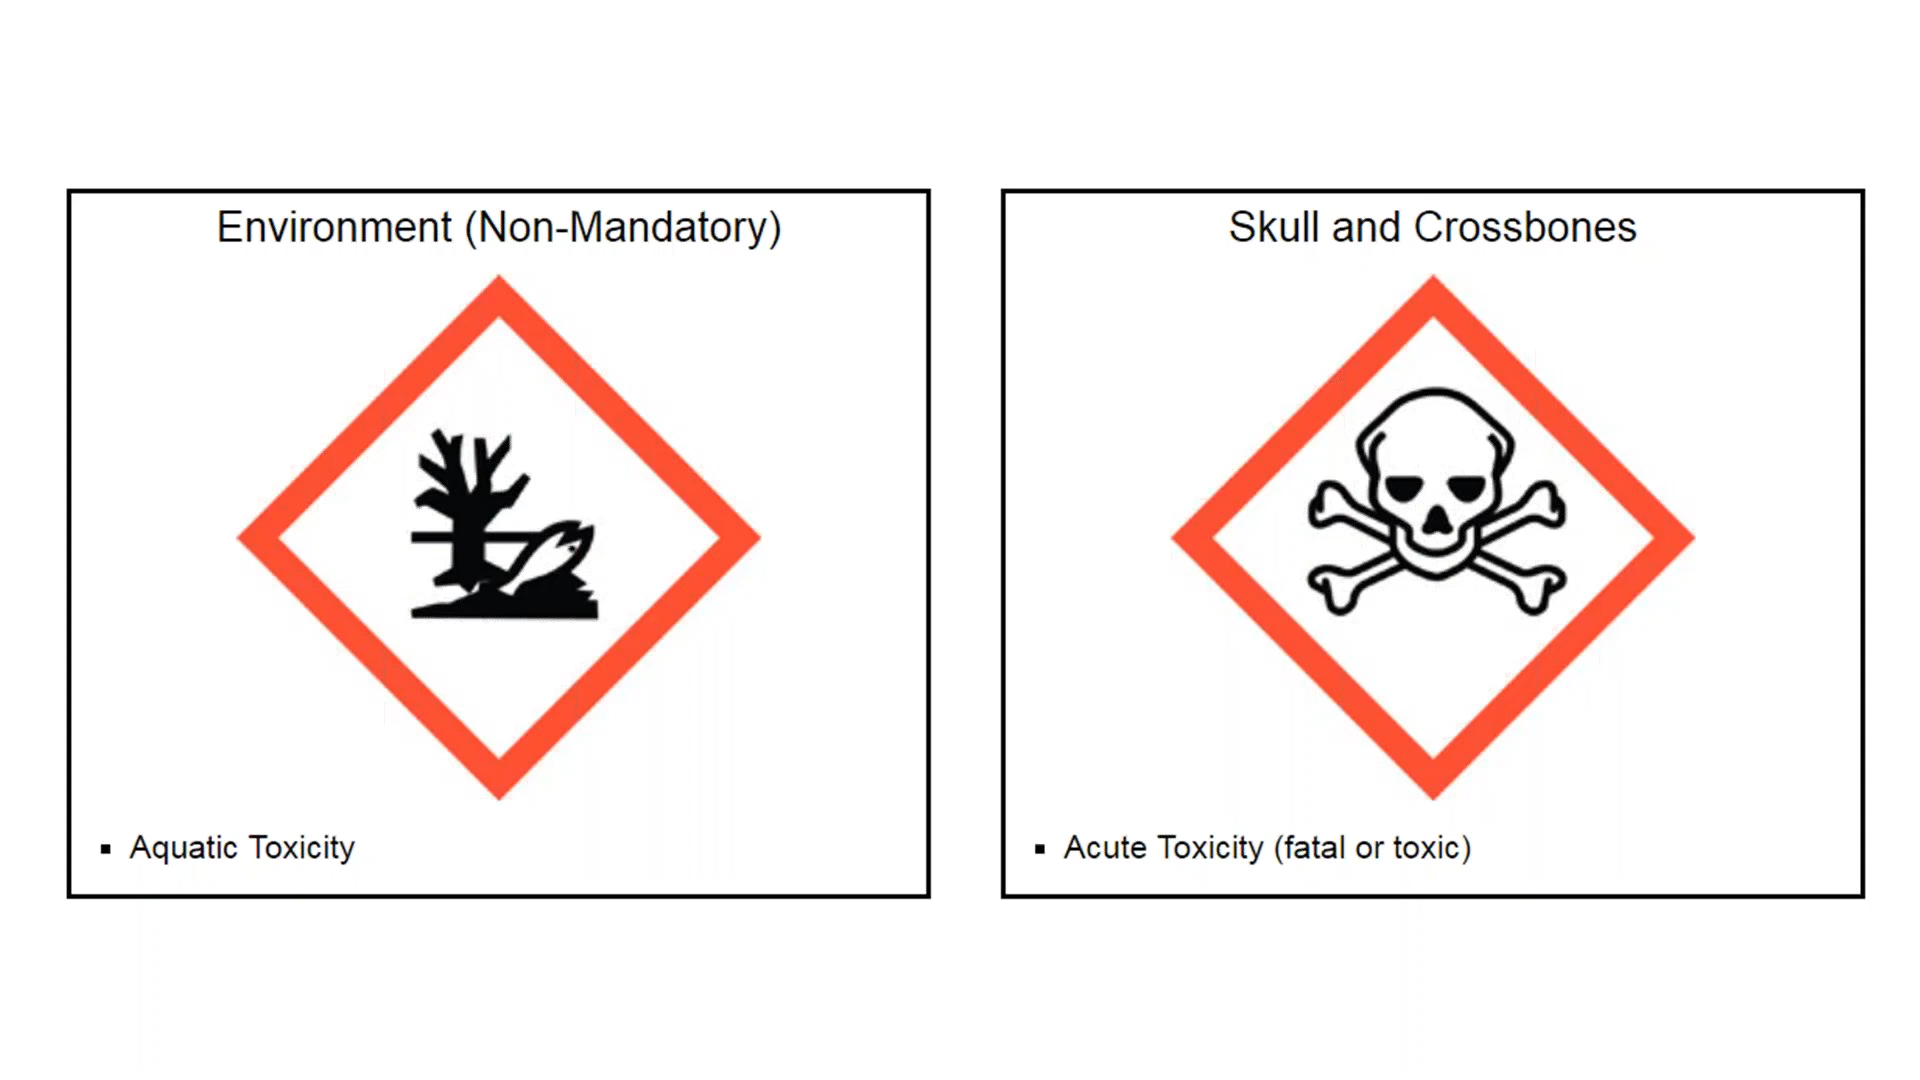 Environment (Non-Mandatory)
▪ Aquatic Toxicity
Skull and Crossbones
▪ Acute Toxicity (fatal or toxic)